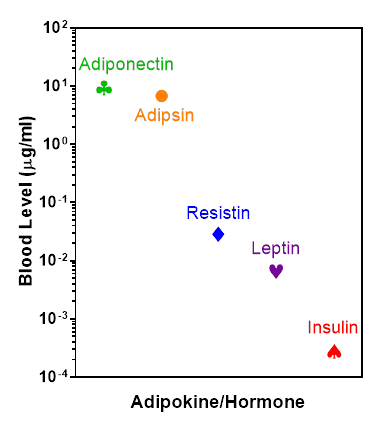 10²
Adiponectin
10¹
Adipsin
10⁰
10⁻¹
Resistin
Leptin
10⁻²
10⁻³
Insulin
10⁻⁴
Blood Level (μg/ml)
Adipokine/Hormone